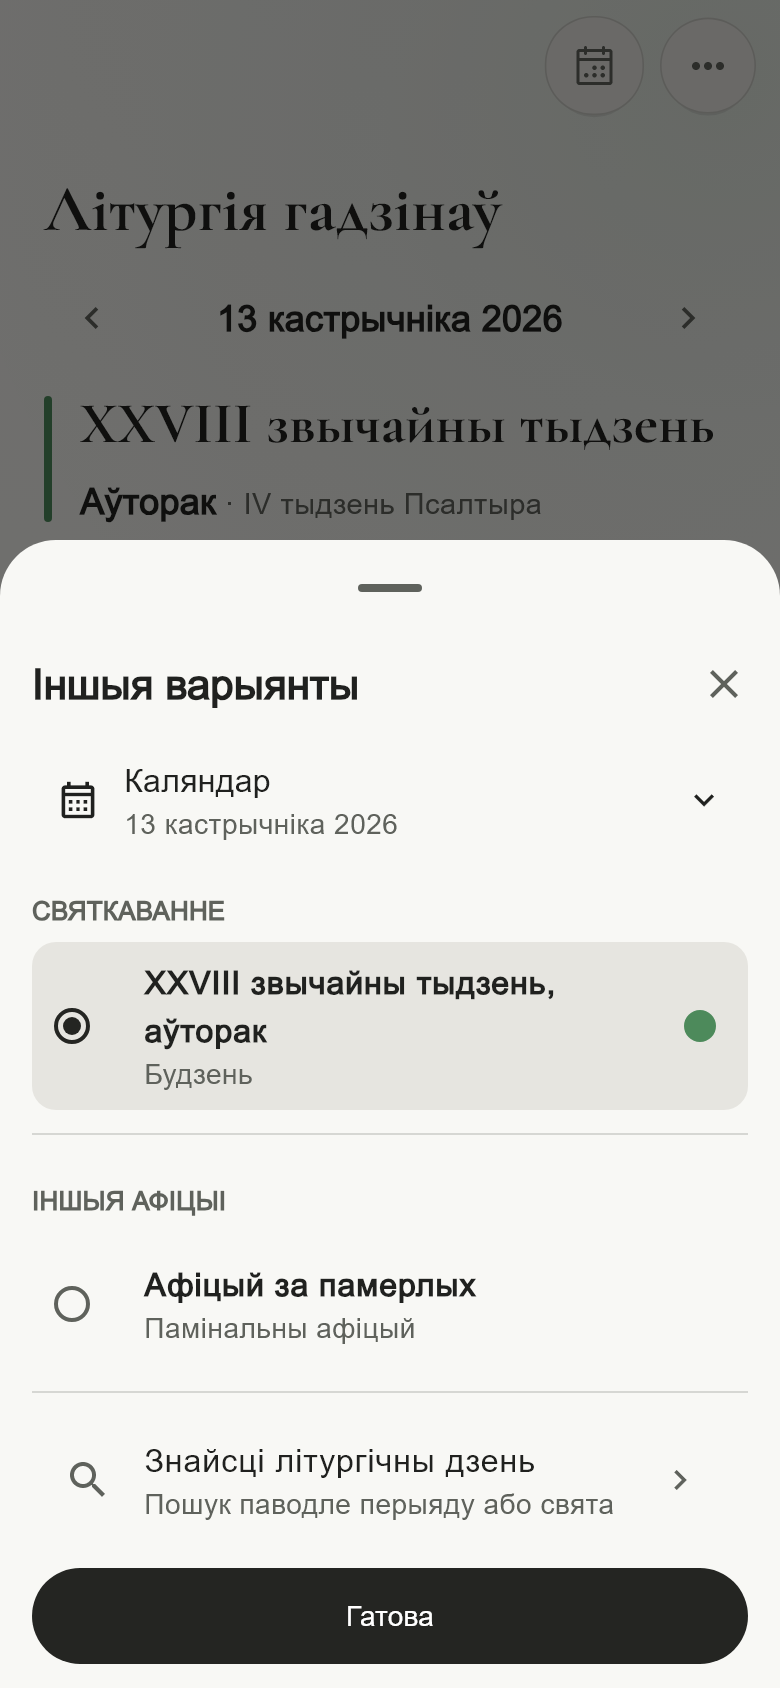 Літургія гадзінаў
13 кастрычніка 2026
XXVIII звычайны тыдзень
Аўторак · IV тыдзень Псалтыра
Іншыя варыянты
Каляндар
13 кастрычніка 2026
СВЯТКАВАННЕ
XXVIII звычайны тыдзень,
аўторак
Будзень
ІНШЫЯ АФІЦЫІ
Афіцый за памерлых
Памінальны афіцый
Знайсці літургічны дзень
Пошук паводле перыяду або свята
Гатова